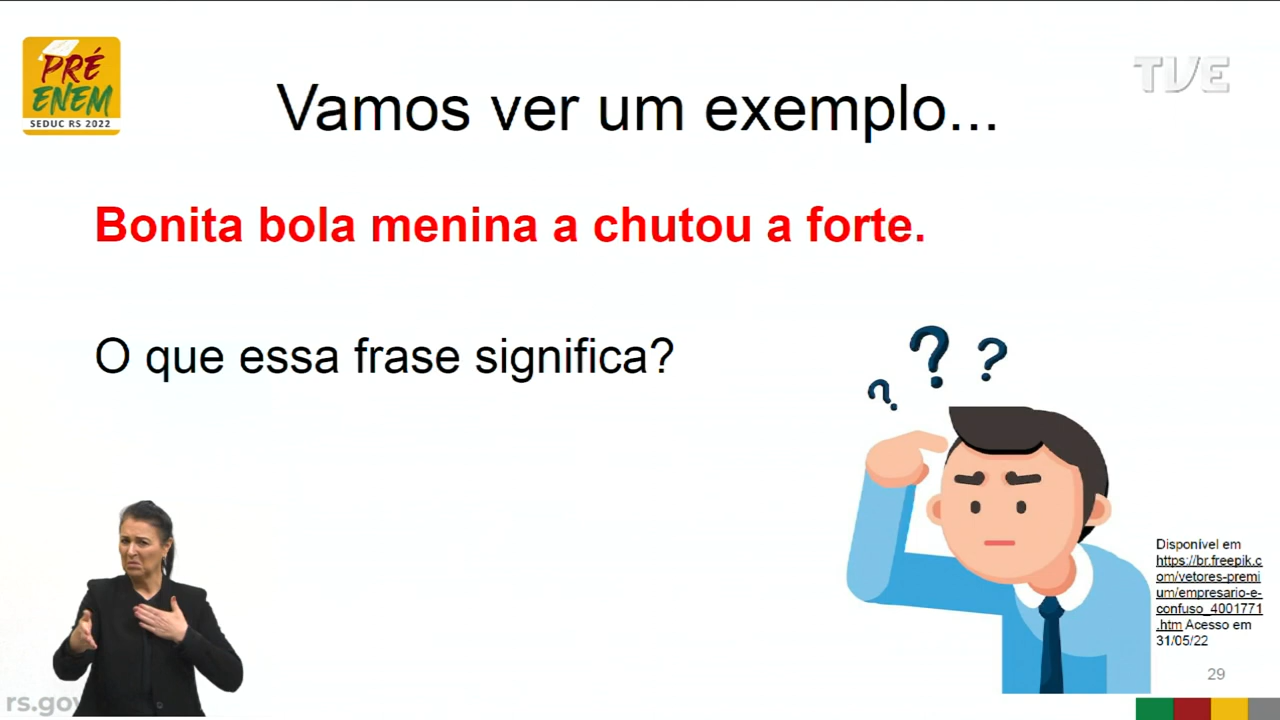 PRÉ
ENEM
SEDUC RS 2022
TVE
Vamos ver um exemplo...
Bonita bola menina a chutou a forte.
O que essa frase significa?
Disponível em
https://br.freepik.c
om/vetores-premi
um/empresario-e-
confuso_4001771
.htm Acesso em
31/05/22
29
rs.gov